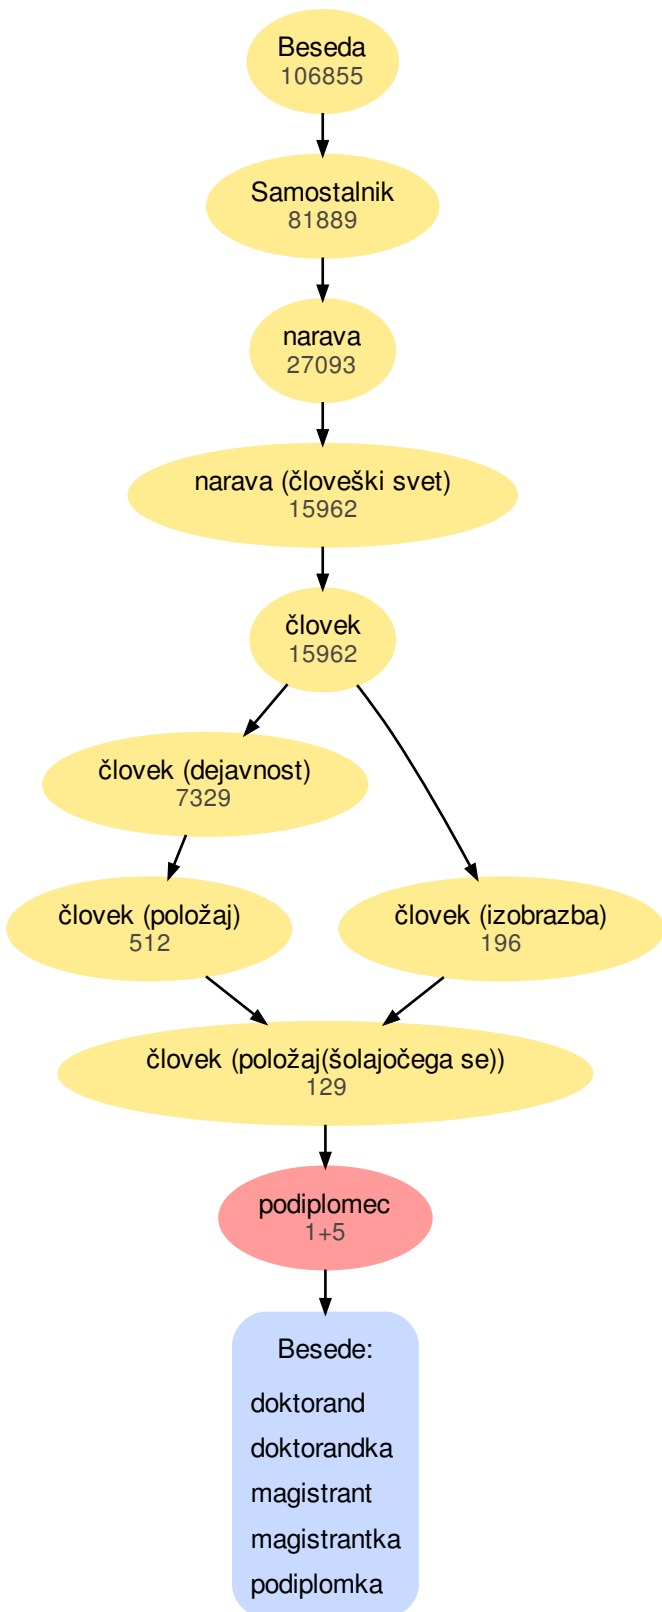 Beseda
106855
Samostalnik
81889
narava
27093
narava (človeški svet)
15962
človek
15962
človek (dejavnost)
7329
človek (položaj)
512
človek (izobrazba)
196
človek (položaj(šolajočega se))
129
podiplomec
1+5
Besede:
doktorand
doktorandka
magistrant
magistrantka
podiplomka